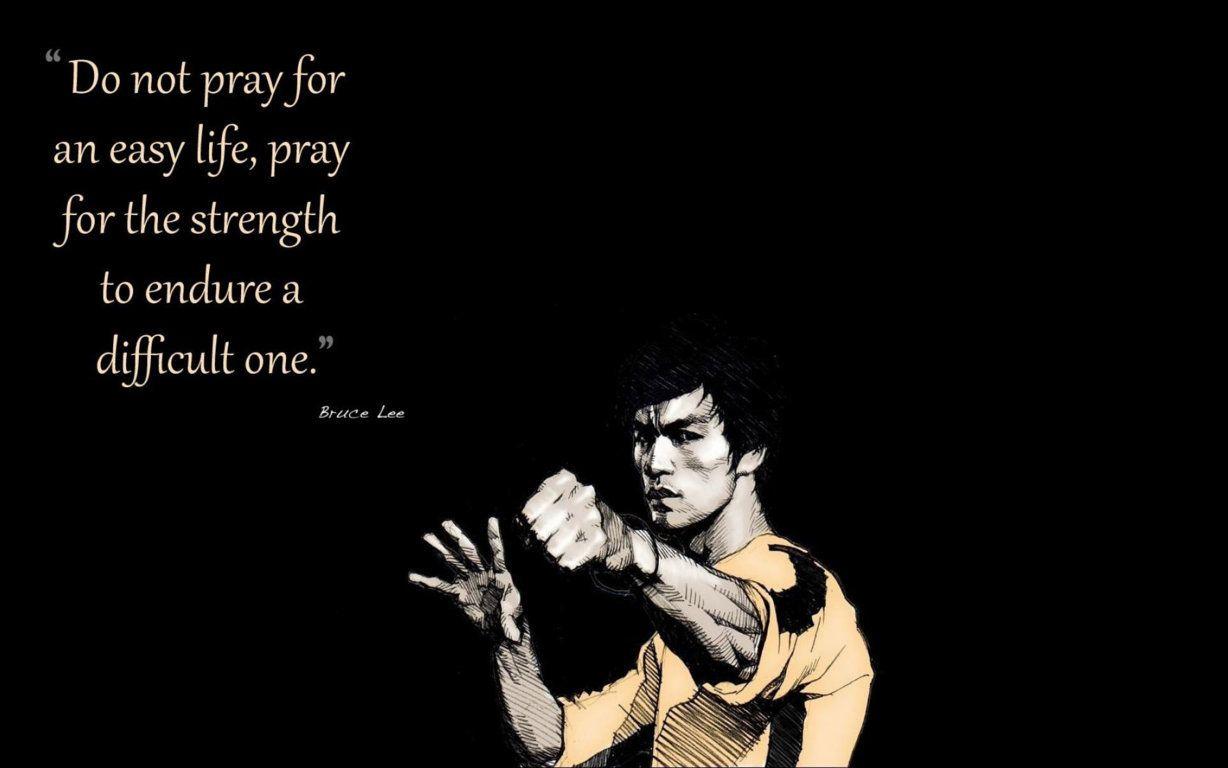 “Do not pray for
an easy life, pray
for the strength
to endure a
difficult one.”
Bruce Lee